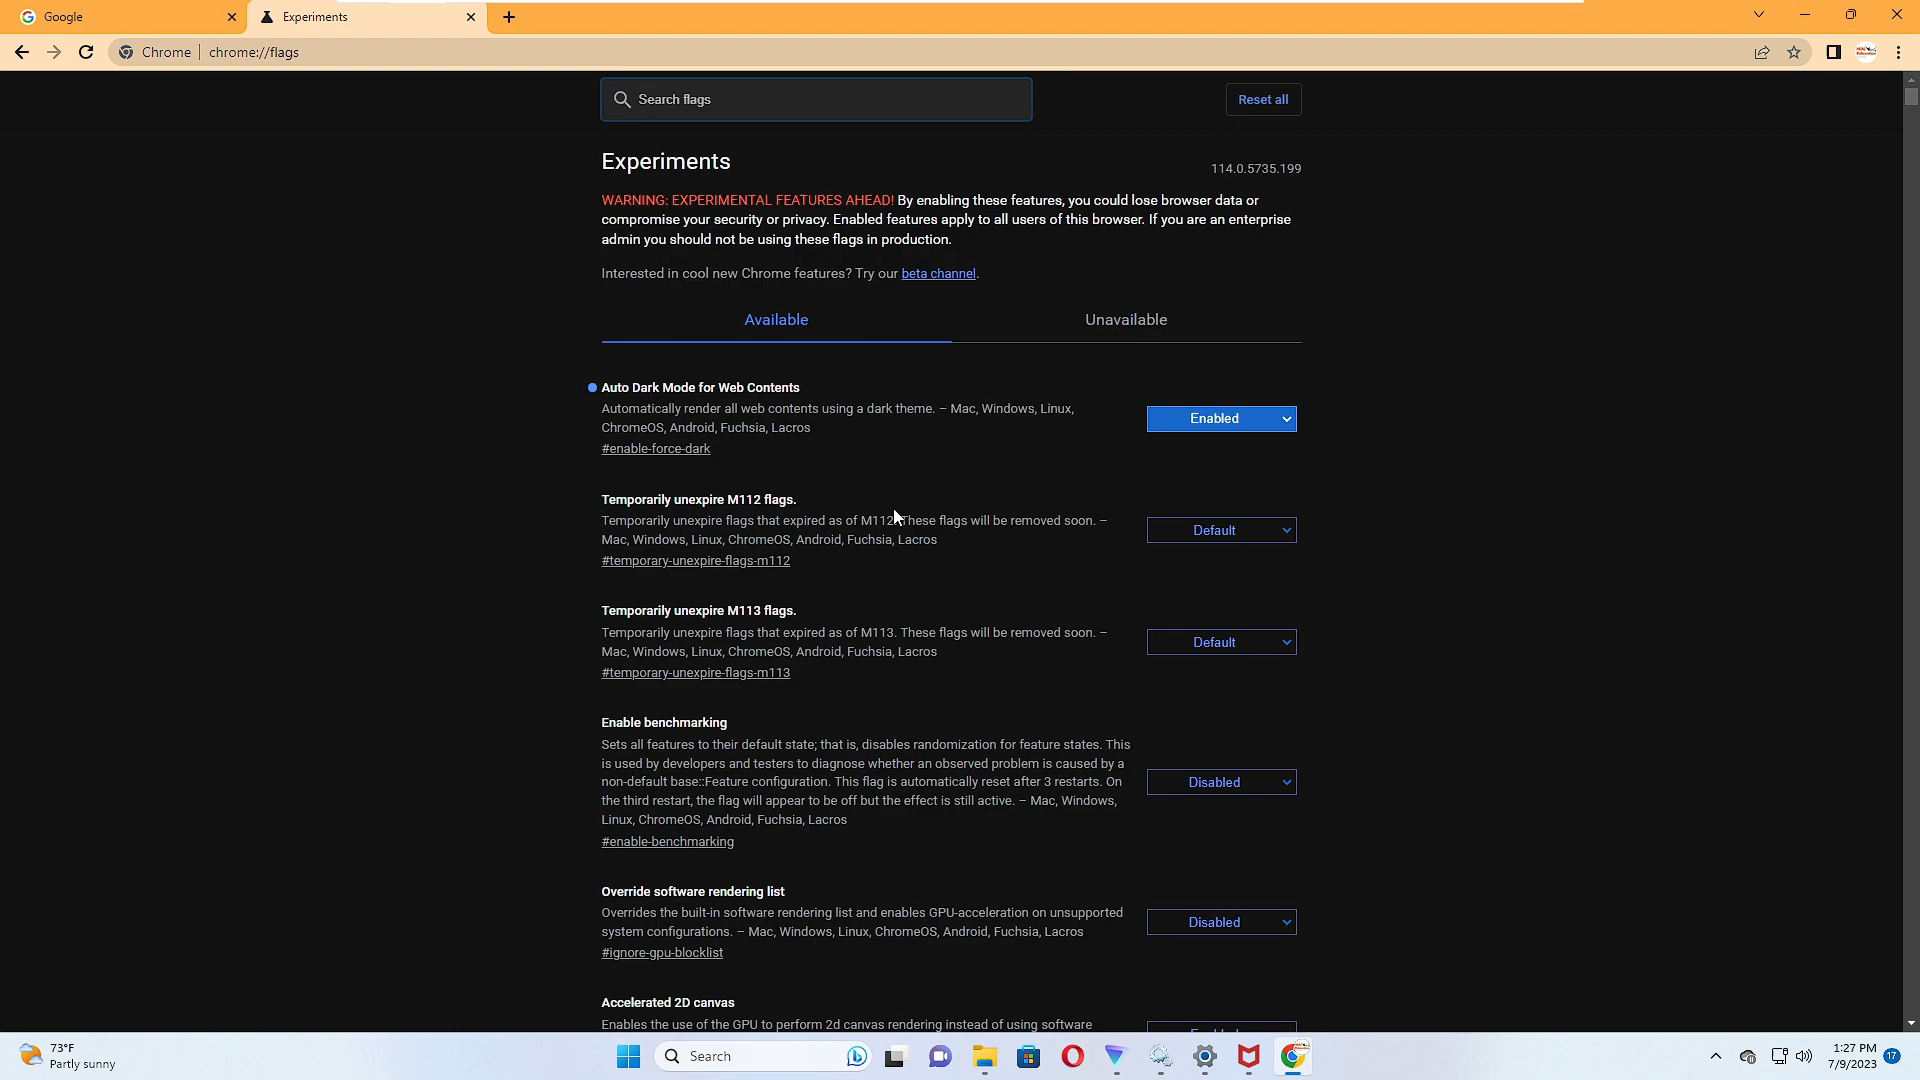 Google
Experiments
Chrome
chrome://flags
Search flags
Reset all
Experiments
114.0.5735.199
WARNING: EXPERIMENTAL FEATURES AHEAD! By enabling these features, you could lose browser data or
compromise your security or privacy. Enabled features apply to all users of this browser. If you are an enterprise
admin you should not be using these flags in production.
Interested in cool new Chrome features? Try our beta channel.
Available
Unavailable
Auto Dark Mode for Web Contents
Automatically render all web contents using a dark theme. – Mac, Windows, Linux,
ChromeOS, Android, Fuchsia, Lacros
#enable-force-dark
Enabled
Temporarily unexpire M112 flags.
Temporarily unexpire flags that expired as of M112. These flags will be removed soon. –
Mac, Windows, Linux, ChromeOS, Android, Fuchsia, Lacros
#temporary-unexpire-flags-m112
Default
Temporarily unexpire M113 flags.
Temporarily unexpire flags that expired as of M113. These flags will be removed soon. –
Mac, Windows, Linux, ChromeOS, Android, Fuchsia, Lacros
#temporary-unexpire-flags-m113
Default
Enable benchmarking
Sets all features to their default state; that is, disables randomization for feature states. This
is used by developers and testers to diagnose whether an observed problem is caused by a
non-default base::Feature configuration. This flag is automatically reset after 3 restarts. On
the third restart, the flag will appear to be off but the effect is still active. – Mac, Windows,
Linux, ChromeOS, Android, Fuchsia, Lacros
#enable-benchmarking
Disabled
Override software rendering list
Overrides the built-in software rendering list and enables GPU-acceleration on unsupported
system configurations. – Mac, Windows, Linux, ChromeOS, Android, Fuchsia, Lacros
#ignore-gpu-blocklist
Disabled
Accelerated 2D canvas
Enables the use of the GPU to perform 2d canvas rendering instead of using software
73°F
Partly sunny
Search
1:27 PM
7/9/2023
17